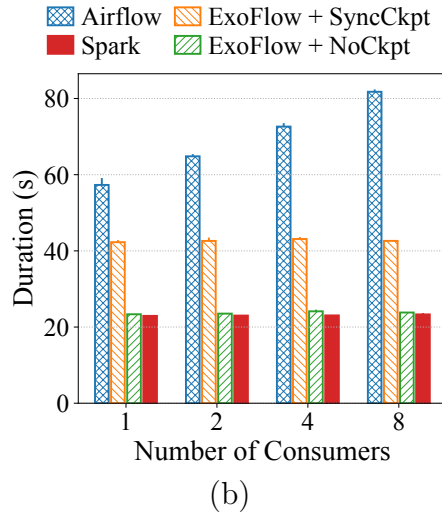 Airflow ExoFlow + SyncCkpt
Spark ExoFlow + NoCkpt
80
60
40
20
0
Duration (s)
1 2 4 8
Number of Consumers
(b)